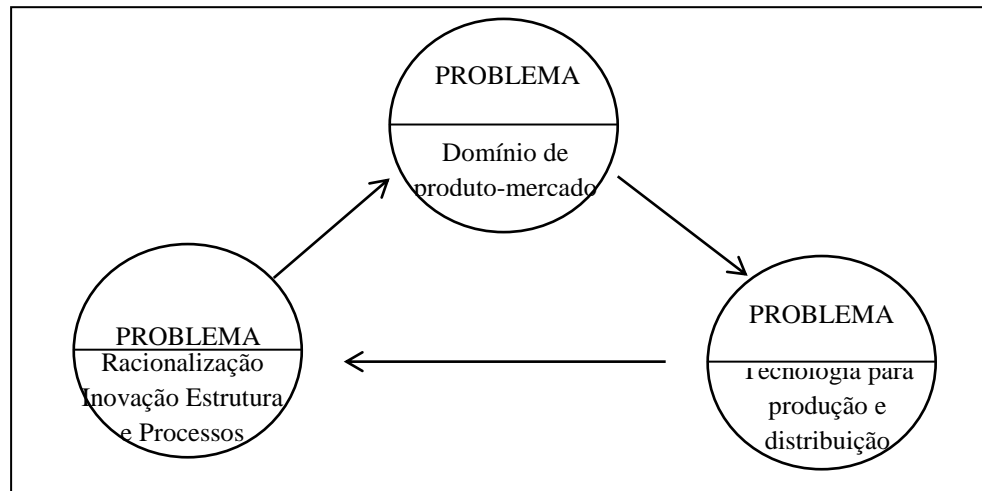 PROBLEMA
Domínio de
produto-mercado
PROBLEMA
Tecnologia para
produção e
distribuição
PROBLEMA
Racionalização
Inovação Estrutura
e Processos